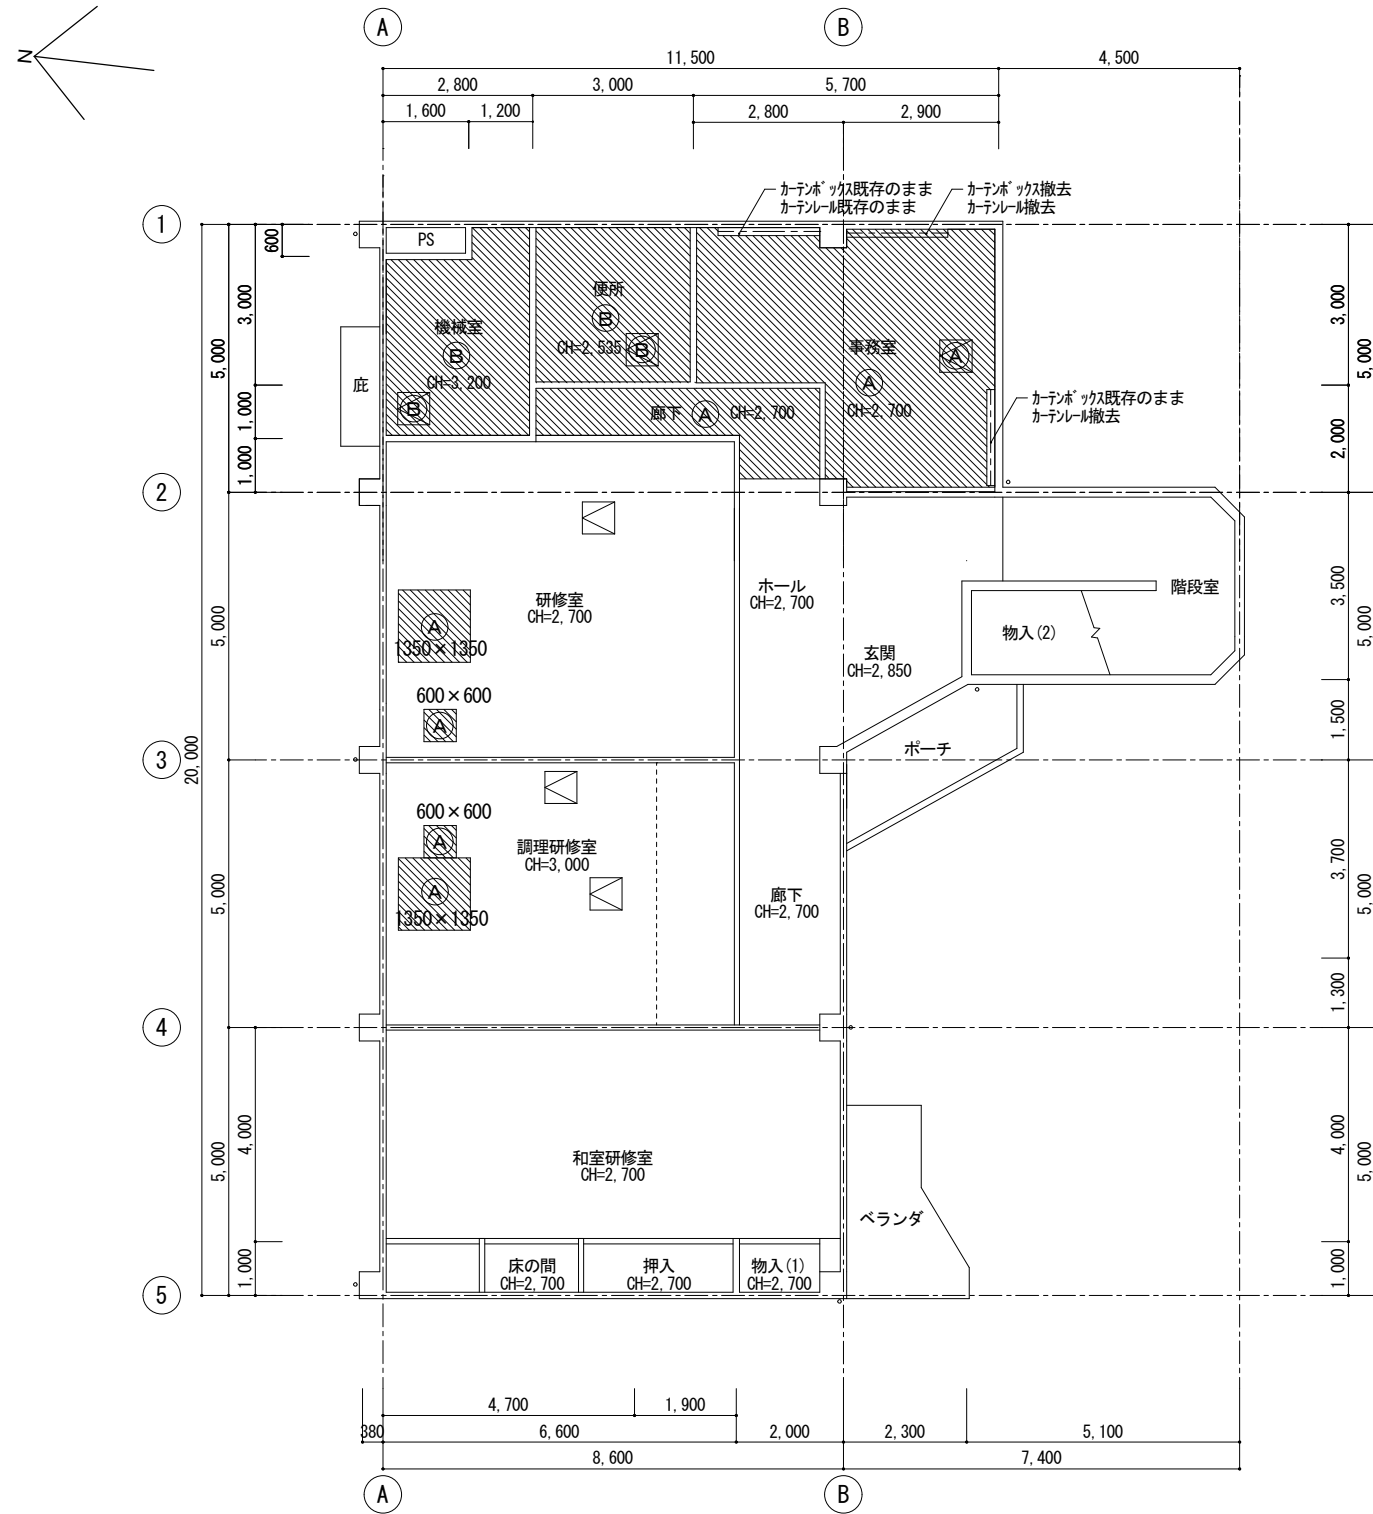 N
A
B
11,500
4,500
2,800
3,000
5,700
1,600
1,200
2,800
2,900
カーテンボックス既存のまま
カーテンレール既存のまま
カーテンボックス撤去
カーテンレール撤去
1
600
PS
3,000
3,000
便所
B
CH=2,535
B
機械室
B
CH=3,200
B
事務室
A
A
CH=2,700
5,000
5,000
庇
カーテンボックス既存のまま
カーテンレール撤去
廊下
A
CH=2,700
1,000
2,000
1,000
2
研修室
CH=2,700
ホール
CH=2,700
階段室
3,500
物入(2)
5,000
5,000
A
1350×1350
玄関
CH=2,850
600×600
A
1,500
ポーチ
3
20,000
600×600
A
調理研修室
CH=3,000
3,700
A
1350×1350
廊下
CH=2,700
5,000
5,000
1,300
4
4,000
4,000
和室研修室
CH=2,700
5,000
5,000
ベランダ
1,000
1,000
床の間
CH=2,700
押入
CH=2,700
物入(1)
CH=2,700
5
4,700
1,900
380
6,600
2,000
2,300
5,100
8,600
7,400
A
B